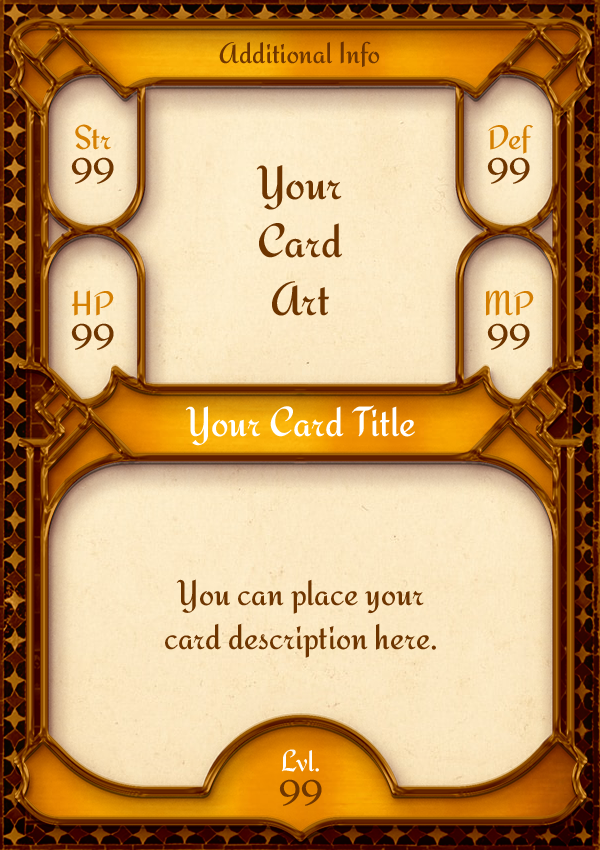 Additional Info
Str
99
Def
99
Your
Card
Art
HP
99
MP
99
Your Card Title
You can place your
card description here.
Lvl.
99